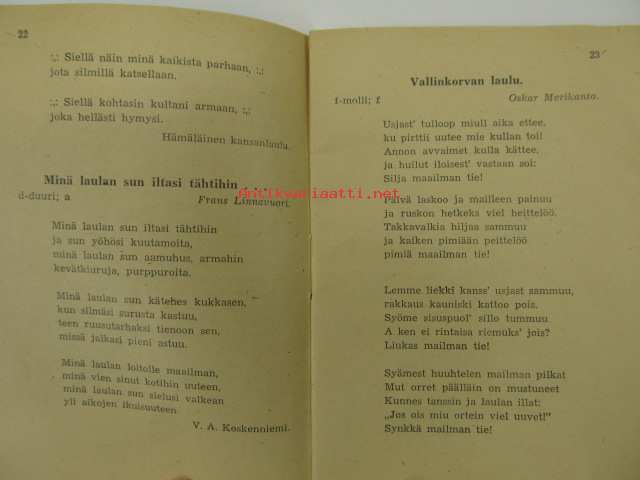 22
:,: Siellä näin minä kaikista parhaan, :,:
jota silmillä katsellaan.
:,: Siellä kohtasin kultani armaan, :,:
joka hellästi hymysi.
Hämäläinen kansanlaulu.
Minä laulan sun iltasi tähtihin
d-duuri; a
Frans Linnavuori.
Minä laulan sun iltasi tähtihin
ja sun yöhösi kuutamoita,
minä laulan sun aamuhus, armahin
kevätkiuruja, purppuroita.
Minä laulan sun kätehes kukkasen,
kun silmäsi surusta kastuu,
teen ruusutarhaksi tienoon sen,
missä jalkasi pieni astuu.
Minä laulan loitolle maailman,
minä vien sinut kotihin uuteen,
minä laulan sun sielusi valkean
yli aikojen ikuisuuteen.
V. A. Koskenniemi.
23
Vallinkorvan laulu.
f-molli; f
Oskar Merikanto.
Usjast' tulloop miull aika ettee,
ku pirttii uutee mie kullan toi!
Annon avvaimet kulla kättee,
ja huilut iloisest' vastaan soi:
Silja maailman tie!
Päivä laskoo ja mailleen painuu
ja ruskon hetkeks viel heittelöö.
Takkavalkia hiljaa sammuu
ja kaiken pimiään peittelöö
pimiä maailman tie!
Lemme liekki kanss' usjast sammuu,
rakkaus kauniski kattoo pois.
Syöme sisuspuol' sillo tummuu
A ken ei rintaisa riemuks' jois?
Liukas mailman tie!
Syämest huuhtelen mailman pilkat
Mut orret päälläin on mustuneet
Kunnes tanssin ja laulun illat:
„Jos ois miu ortein viel uuvet!"
Synkkä mailman tie!
Antikvariaatti.net